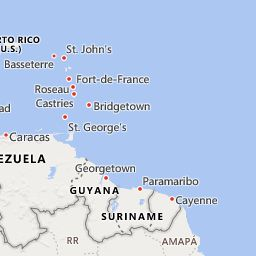 RTO RICO
(U.S.)
St. John's
Basseterre
Fort-de-France
Roseau
Castries
Bridgetown
ad
St. George's
Caracas
EZUELA
Georgetown
GUYANA
Paramaribo
Cayenne
SURINAME
RR
AMAPA